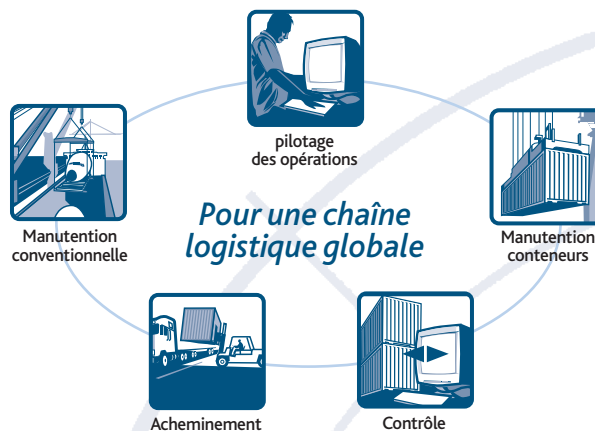 pilotage
des opérations
Manutention
conventionnelle
Pour une chaîne
logistique globale
Manutention
conteneurs
Acheminement
Contrôle